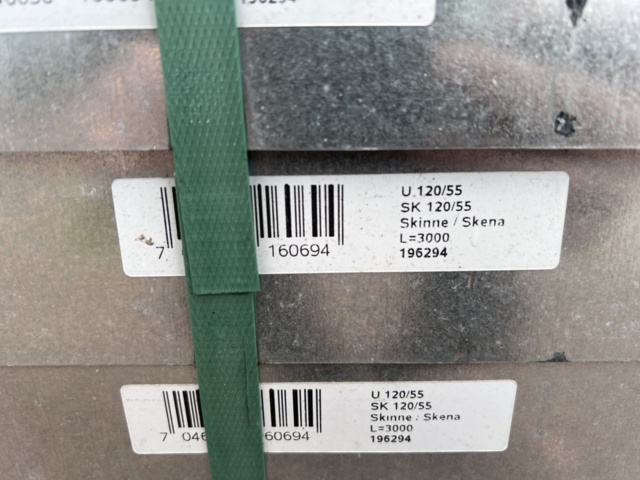 196294
U 120/55
SK 120/55
Skinne / Skena
L=3000
196294
7 160694
U 120/55
SK 120/55
Skinne / Skena
L=3000
196294
7 046 60694